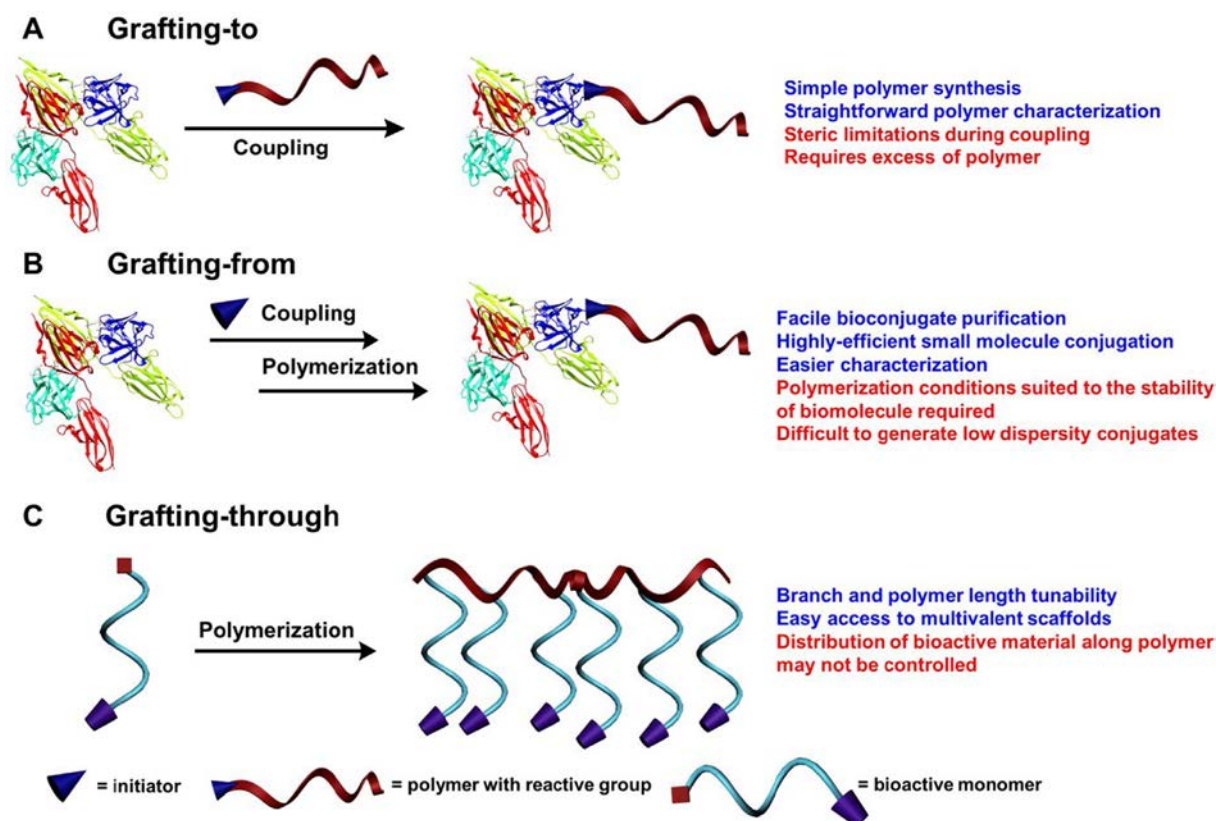 A Grafting-to
Coupling
Simple polymer synthesis
Straightforward polymer characterization
Steric limitations during coupling
Requires excess of polymer
B Grafting-from
Coupling
Polymerization
Facile bioconjugate purification
Highly-efficient small molecule conjugation
Easier characterization
Polymerization conditions suited to the stability
of biomolecule required
Difficult to generate low dispersity conjugates
C Grafting-through
Polymerization
Branch and polymer length tunability
Easy access to multivalent scaffolds
Distribution of bioactive material along polymer
may not be controlled
= initiator
= polymer with reactive group
= bioactive monomer